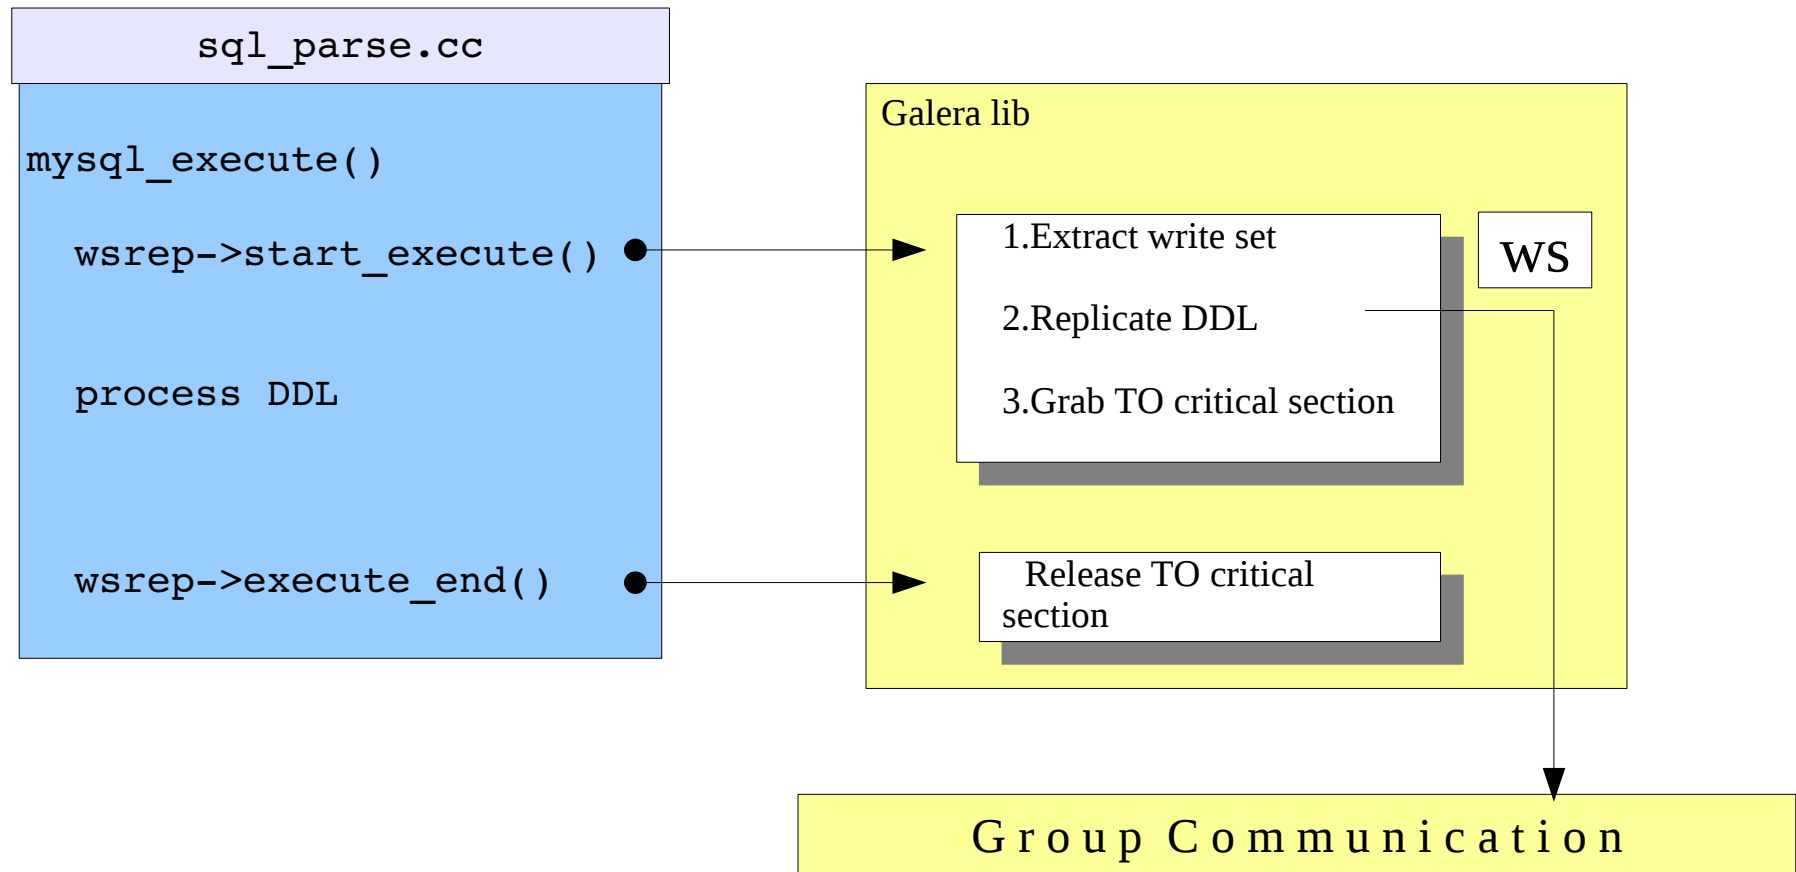 sql_parse.cc
mysql_execute()
wsrep->start_execute()
process DDL
wsrep->execute_end()
Galera lib
1.Extract write set
2.Replicate DDL
3.Grab TO critical section
ws
Release TO critical
section
Group Communication